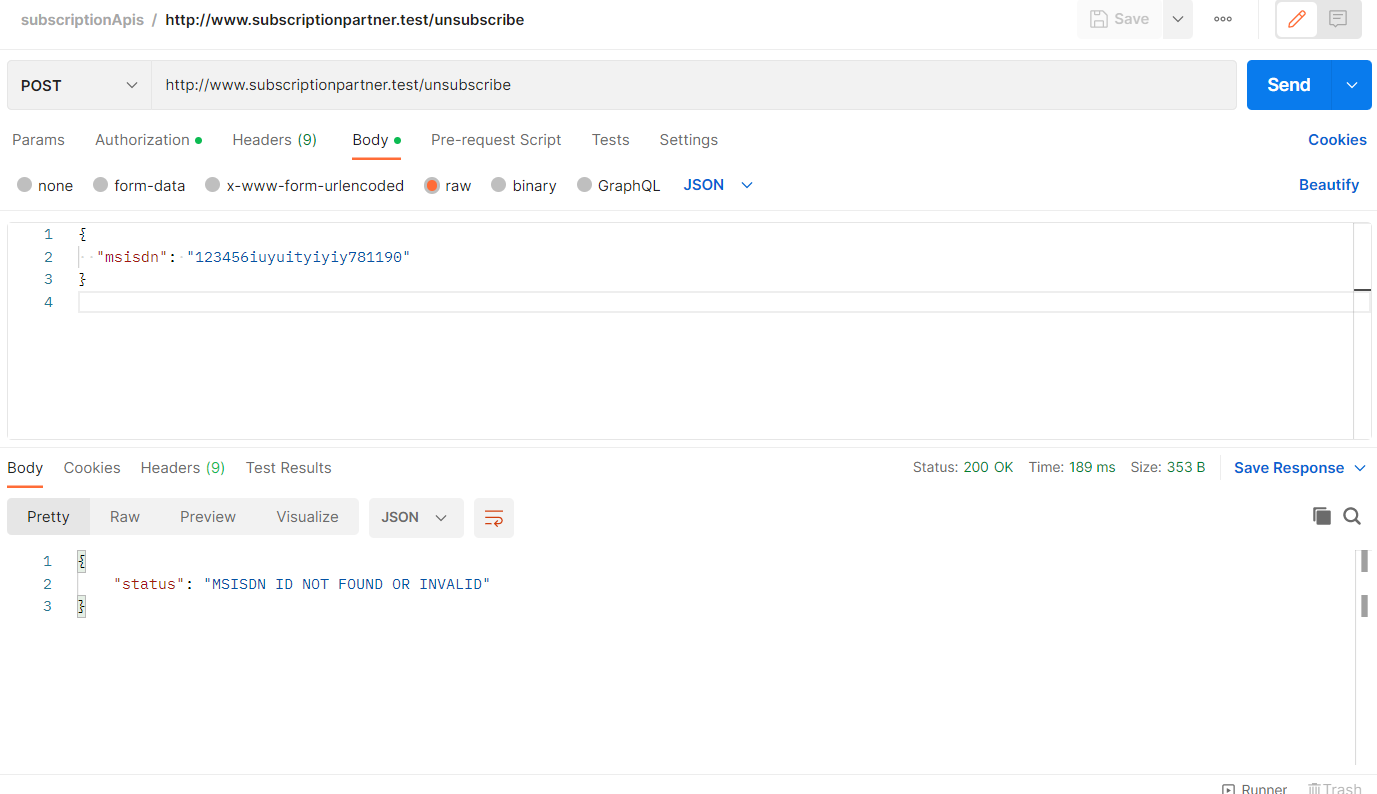 subscriptionApis / http://www.subscriptionpartner.test/unsubscribe Save ooo
POST http://www.subscriptionpartner.test/unsubscribe Send
Params Authorization Headers (9) Body Pre-request Script Tests Settings Cookies
none form-data x-www-form-urlencoded raw binary GraphQL JSON Beautify
1 {
2 "msisdn": "123456iuyuityiyiy781190"
3 }
4
Body Cookies Headers (9) Test Results Status: 200 OK Time: 189 ms Size: 353 B Save Response
Pretty Raw Preview Visualize JSON
1 {
2 "status": "MSISDN ID NOT FOUND OR INVALID"
3 }
Runner Trash